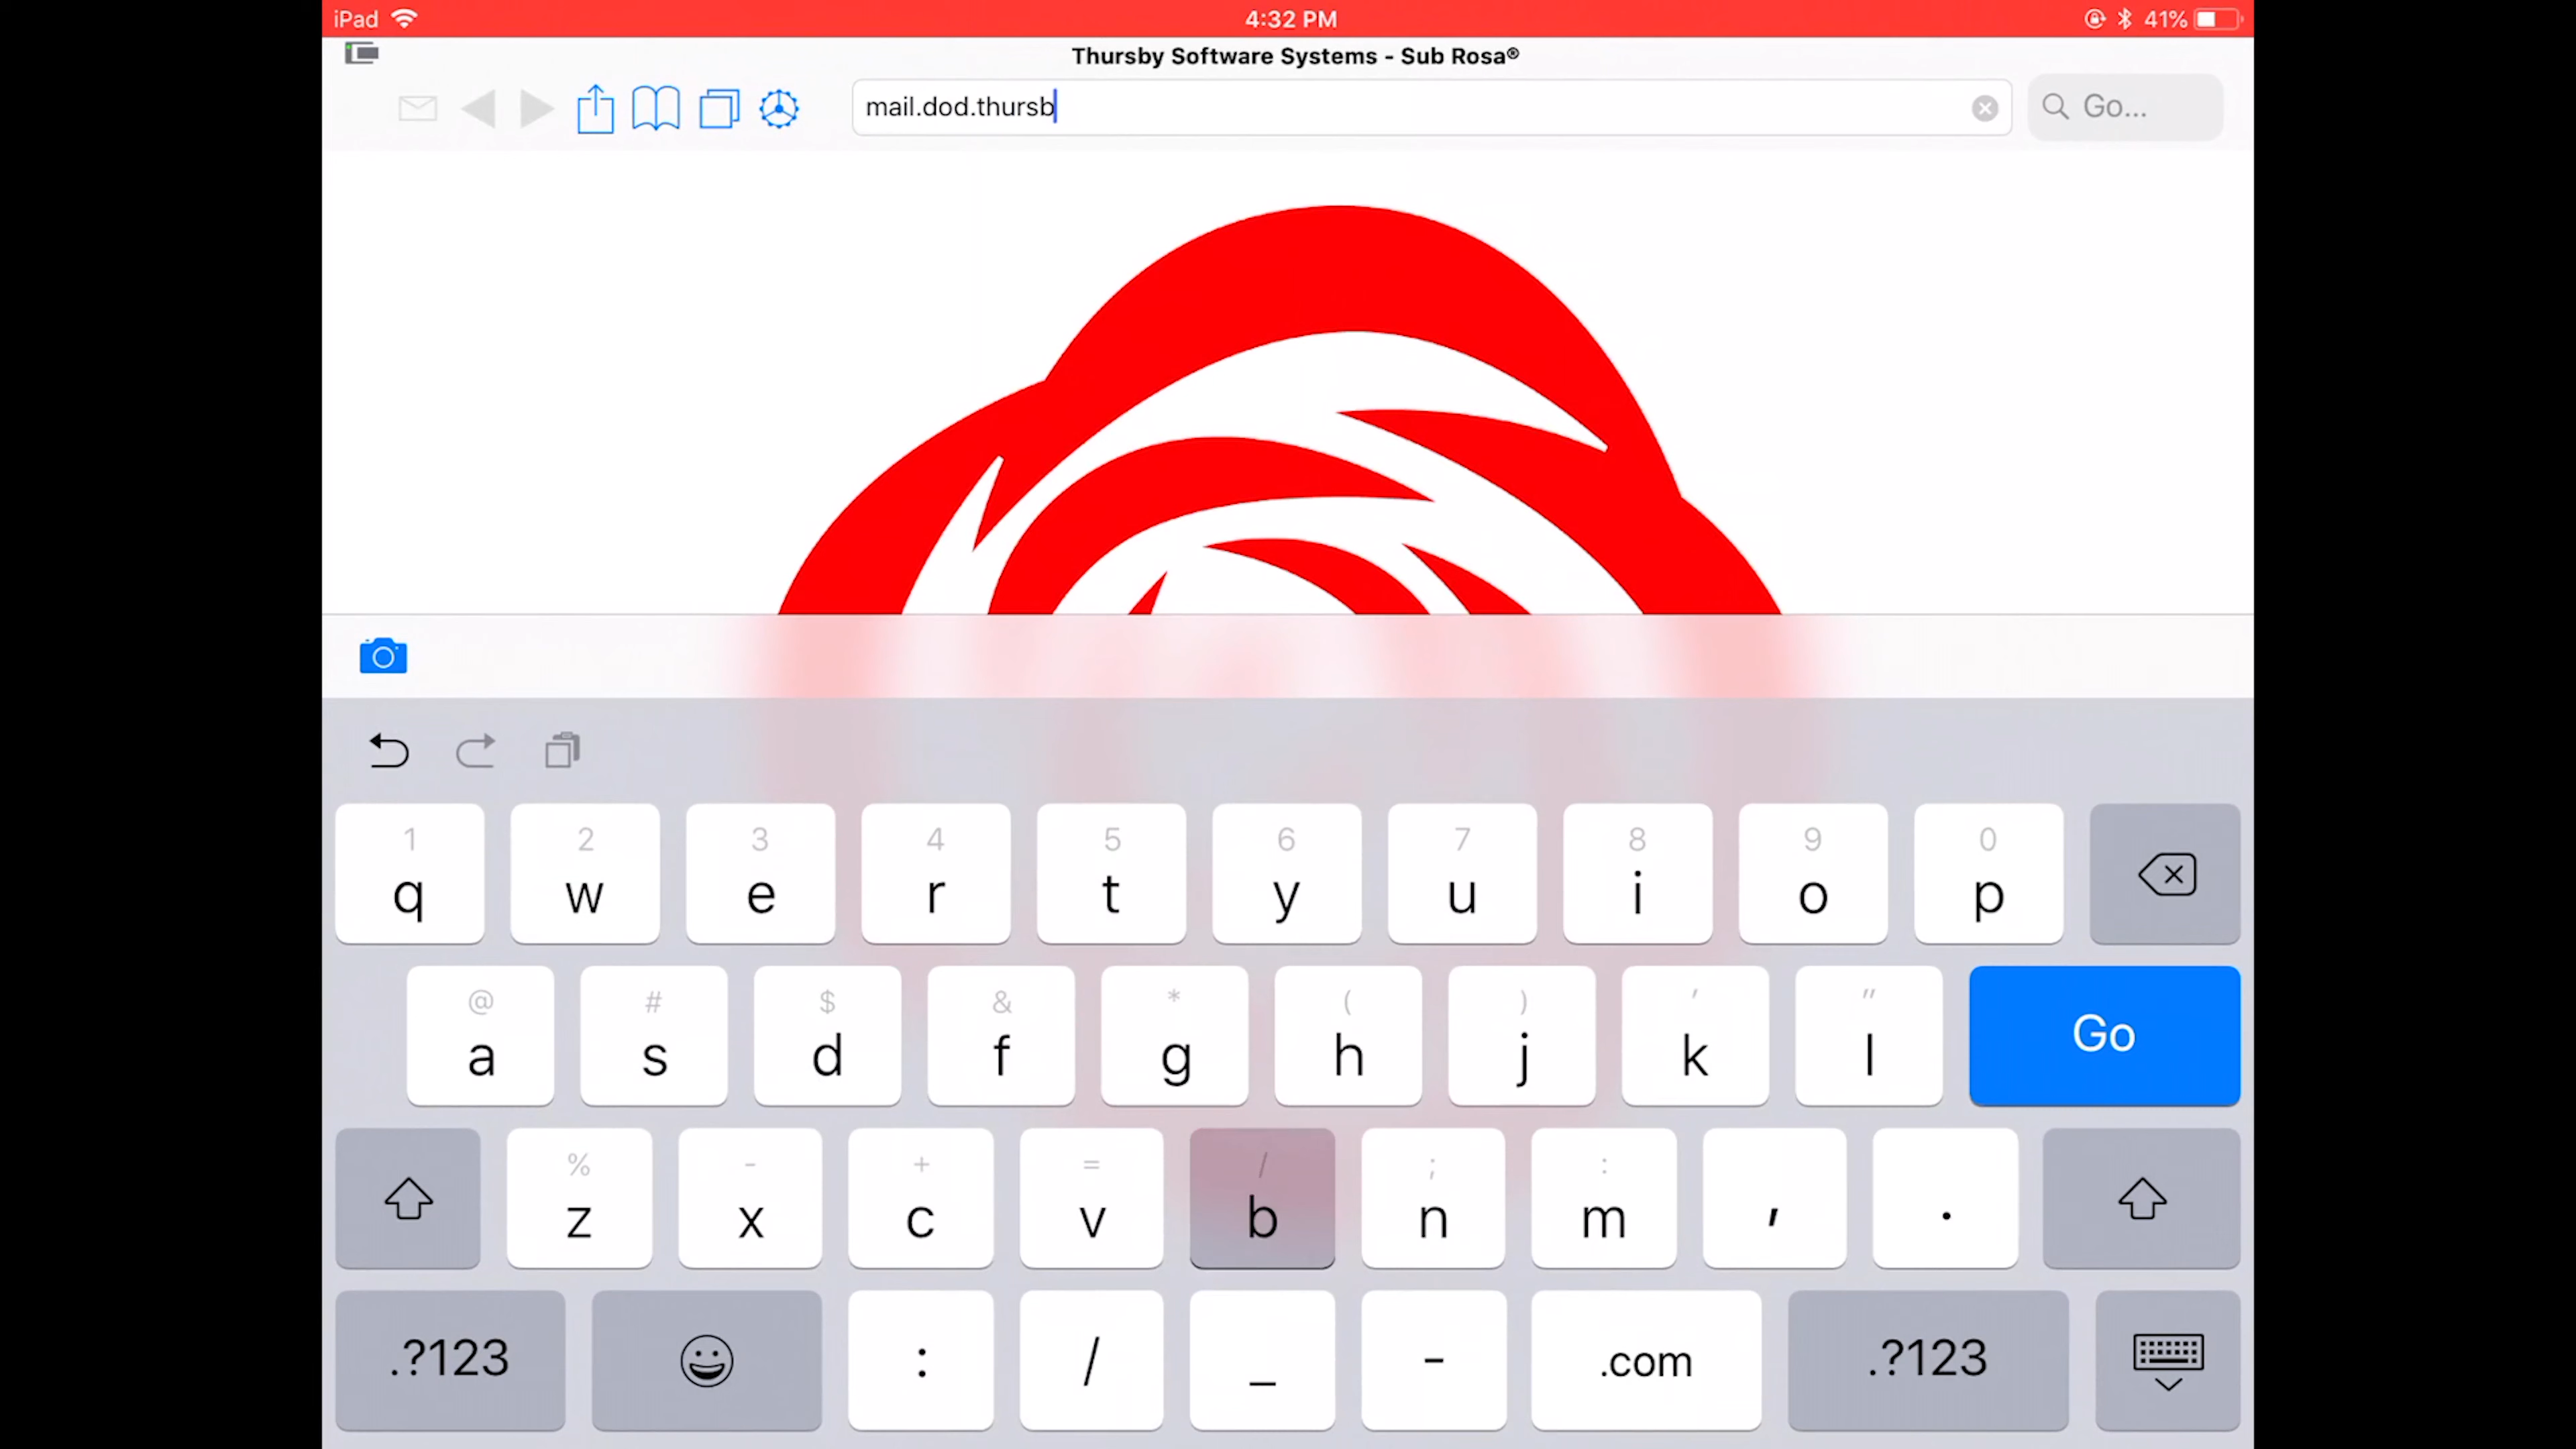 iPad 4:32 PM 41%
Thursby Software Systems - Sub Rosa®
mail.dod.thursb Go...
1 2 3 4 5 6 7 8 9 0
q w e r t y u i o p
@ # $ & * ( ) ' "
a s d f g h j k l Go
% - + = / ; :
z x c v b n m , .
.?123 : / _ - .com .?123